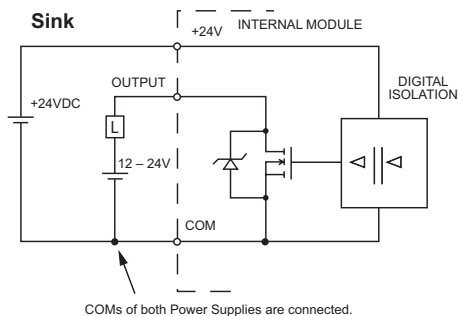 Sink
+24V
INTERNAL MODULE
OUTPUT
DIGITAL
ISOLATION
+24VDC
L
12 – 24V
COM
COMs of both Power Supplies are connected.